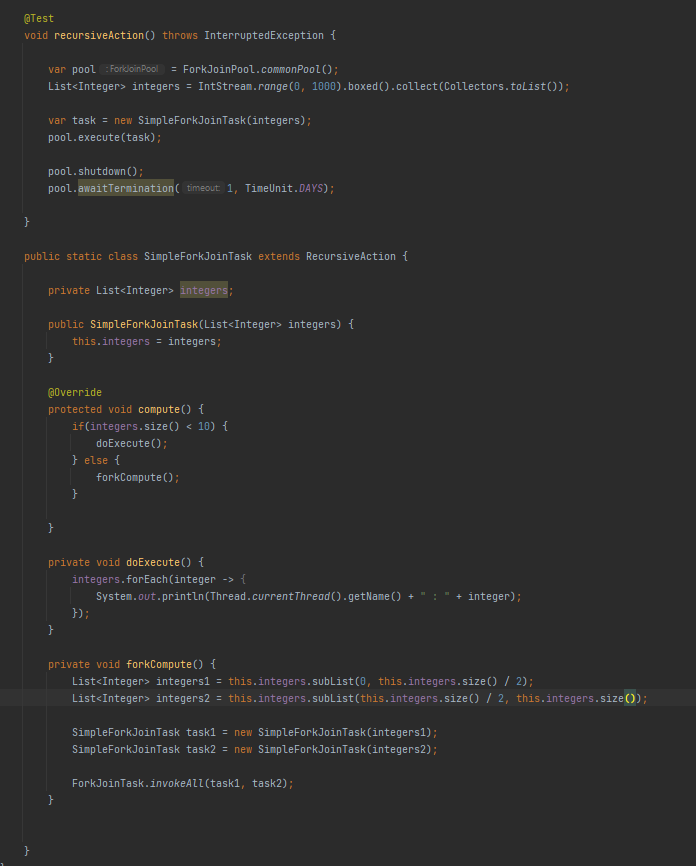 @Test
void recursiveAction() throws InterruptedException {
var pool : ForkJoinPool = ForkJoinPool.commonPool();
List<Integer> integers = IntStream.range(0, 1000).boxed().collect(Collectors.toList());
var task = new SimpleForkJoinTask(integers);
pool.execute(task);
pool.shutdown();
pool.awaitTermination( timeout: 1, TimeUnit.DAYS);
}
public static class SimpleForkJoinTask extends RecursiveAction {
private List<Integer> integers;
public SimpleForkJoinTask(List<Integer> integers) {
this.integers = integers;
}
@Override
protected void compute() {
if(integers.size() < 10) {
doExecute();
} else {
forkCompute();
}
}
private void doExecute() {
integers.forEach(integer -> {
System.out.println(Thread.currentThread().getName() + " : " + integer);
});
}
private void forkCompute() {
List<Integer> integers1 = this.integers.subList(0, this.integers.size() / 2);
List<Integer> integers2 = this.integers.subList(this.integers.size() / 2, this.integers.size());
SimpleForkJoinTask task1 = new SimpleForkJoinTask(integers1);
SimpleForkJoinTask task2 = new SimpleForkJoinTask(integers2);
ForkJoinTask.invokeAll(task1, task2);
}
}